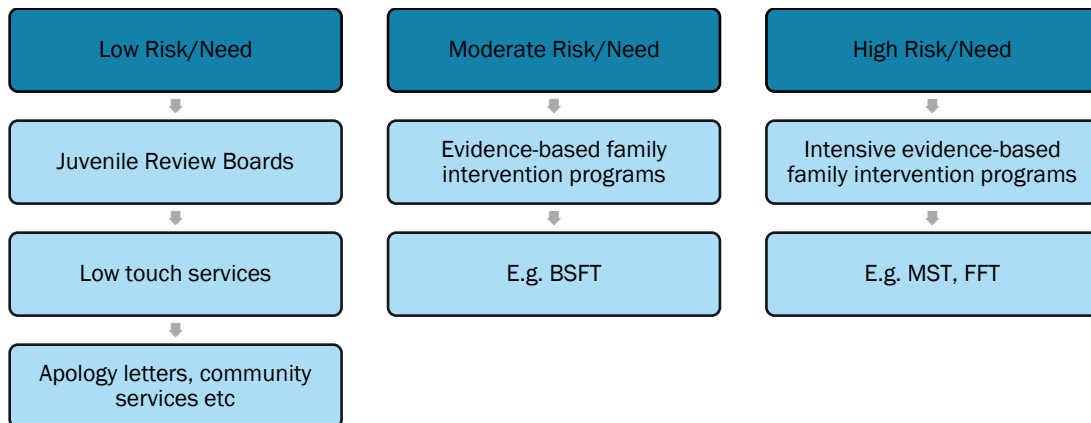 Low Risk/Need
Juvenile Review Boards
Low touch services
Apology letters, community
services etc
Moderate Risk/Need
Evidence-based family
intervention programs
E.g. BSFT
High Risk/Need
Intensive evidence-based
family intervention programs
E.g. MST, FFT